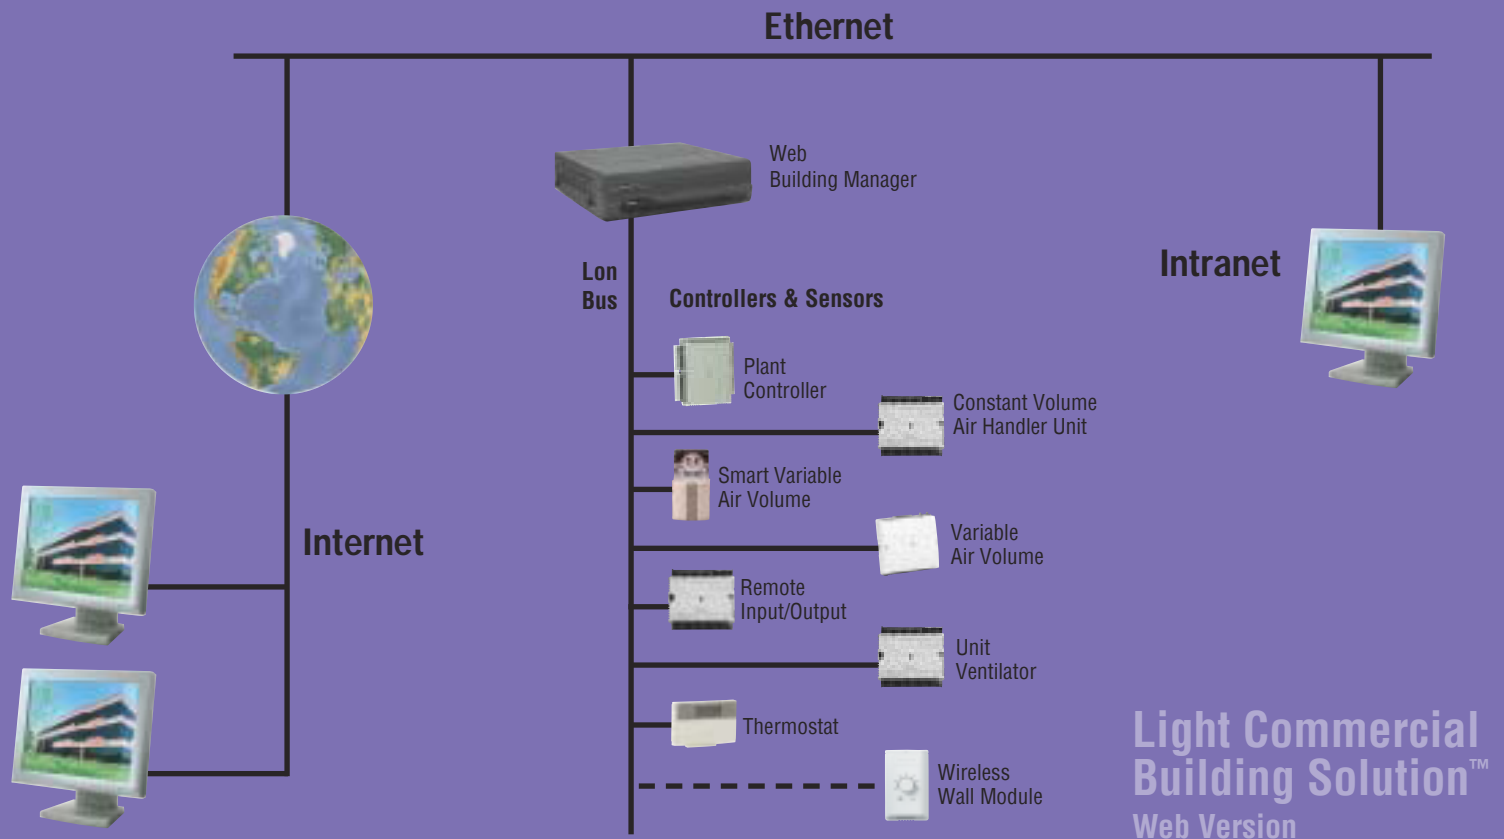 Ethernet
Web
Building Manager
Intranet
Lon
Bus
Controllers & Sensors
Plant
Controller
Constant Volume
Air Handler Unit
Smart Variable
Air Volume
Internet
Variable
Air Volume
Remote
Input/Output
Unit
Ventilator
Thermostat
Wireless
Wall Module
Light Commercial
Building Solution™
Web Version